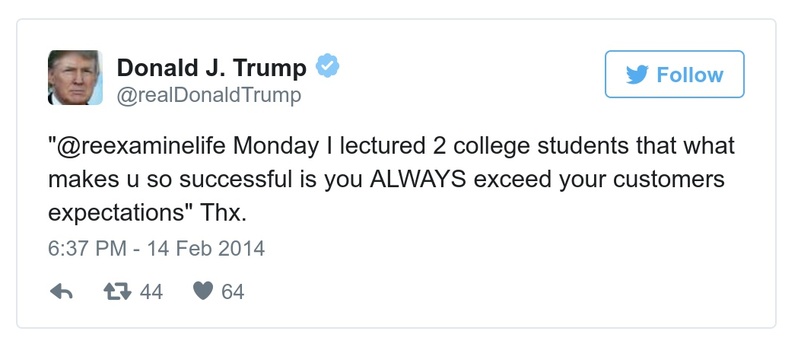 Donald J. Trump
@realDonaldTrump
Follow
"@reexaminelife Monday I lectured 2 college students that what
makes u so successful is you ALWAYS exceed your customers
expectations" Thx.
6:37 PM - 14 Feb 2014
44 64